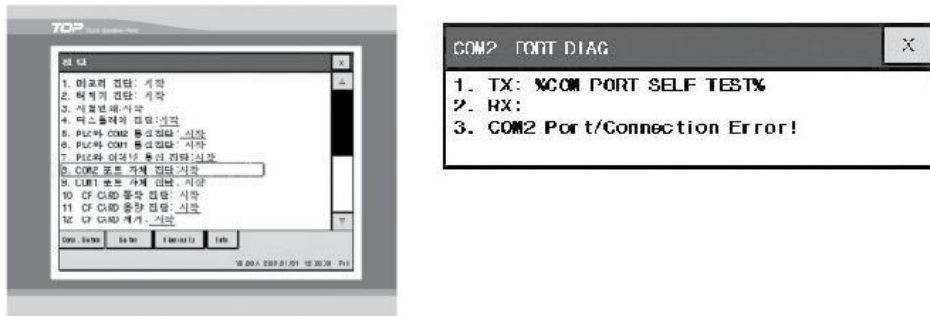 TOP
진 단
X
1. 메모리 진단: 시작
2. 터치기 진단: 시작
3. 시험인쇄:시작
4. 디스플레이 진단:시작
5. PLC와 COM2 통신진단: 시작
6. PLC와 COM1 통신진단: 시작
7. PLC와 이더넷 통신 진단:시작
8. COM2 포트 자체 진단:시작
9. COM1 포트 자체 진단: 시작
10 CF CARD 동작 진단: 시작
11 CF CARD 용량 진단: 시작
12 CF CARD 제거: 시작
Info
COM2 PORT DIAG
X
1. TX: %COM PORT SELF TEST%
2. RX:
3. COM2 Port/Connection Error!